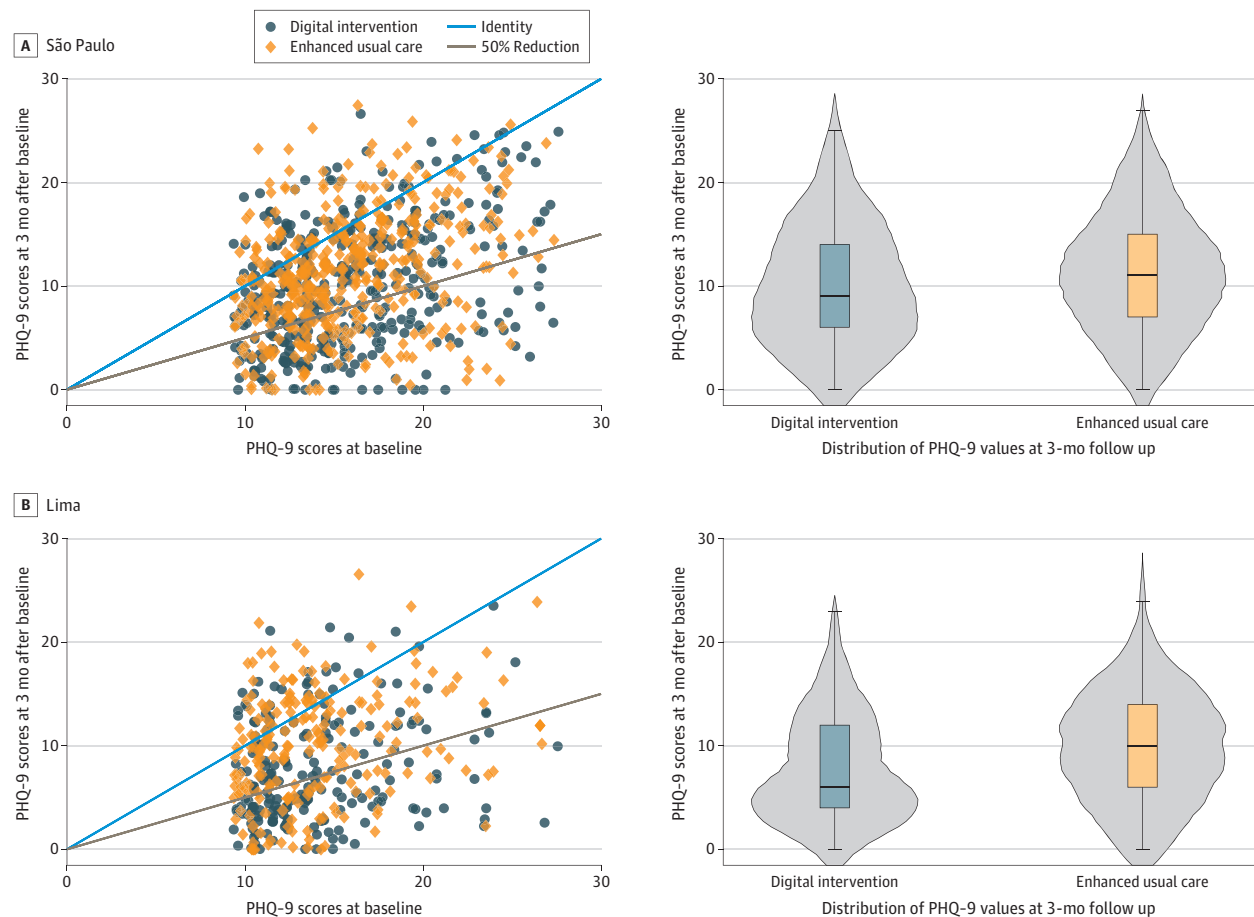 Digital intervention
Identity
Enhanced usual care
50% Reduction
A São Paulo
30
20
10
0
PHQ-9 scores at 3 mo after baseline
0
10
20
30
PHQ-9 scores at baseline
30
20
10
0
PHQ-9 scores at 3 mo after baseline
Digital intervention
Enhanced usual care
Distribution of PHQ-9 values at 3-mo follow up
B Lima
30
20
10
0
PHQ-9 scores at 3 mo after baseline
0
10
20
30
PHQ-9 scores at baseline
30
20
10
0
PHQ-9 scores at 3 mo after baseline
Digital intervention
Enhanced usual care
Distribution of PHQ-9 values at 3-mo follow up